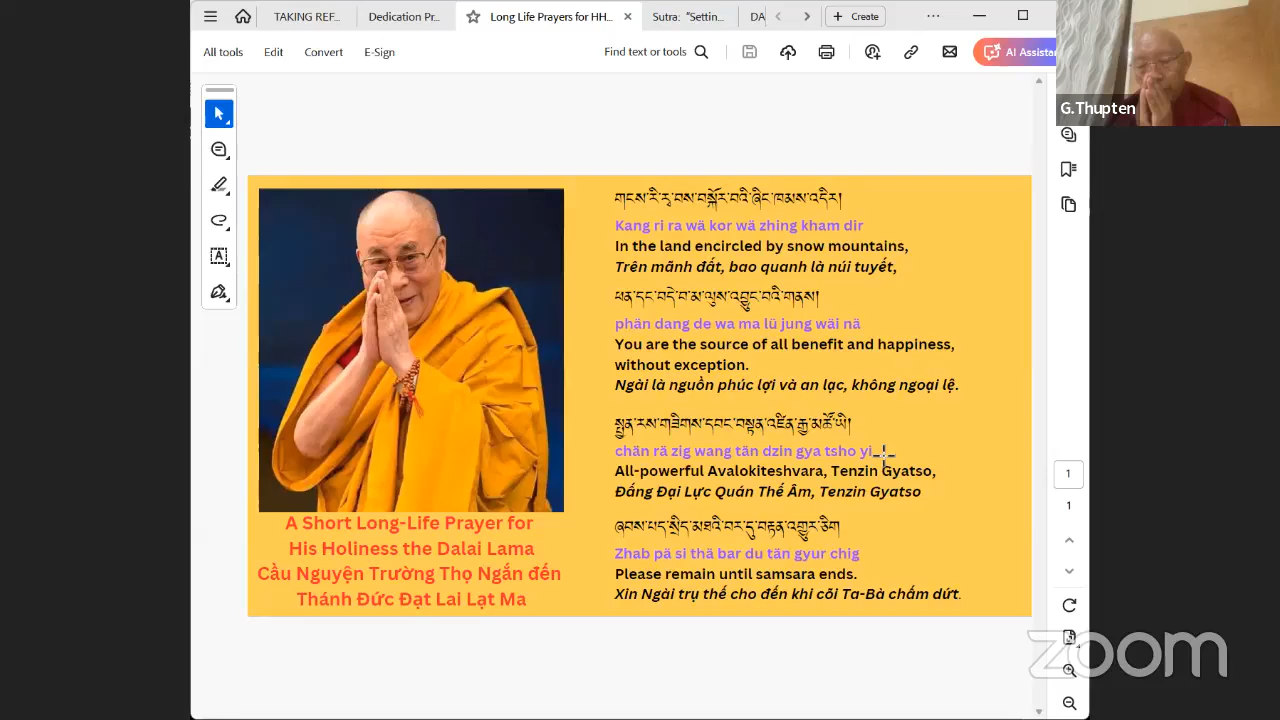 TAKING REF...
Dedication Pr...
Long Life Prayers for HH...
Sutra: "Settin...
DA
Create
All tools
Edit
Convert
E-Sign
Find text or tools
AI Assistan
G.Thupten
གངས་རི་རྭ་བས་བསྐོར་བའི་ཞིང་ཁམས་འདིར།
Kang ri ra wä kor wä zhing kham dir
In the land encircled by snow mountains,
Trên mãnh đất, bao quanh là núi tuyết,
ཕན་དང་བདེ་བ་མ་ལུས་འབྱུང་བའི་གནས།
phän dang de wa ma lü jung wäi nä
You are the source of all benefit and happiness,
without exception.
Ngài là nguồn phúc lợi và an lạc, không ngoại lệ.
སྤྱན་རས་གཟིགས་དབང་བསྟན་འཛིན་རྒྱ་མཚོ་ཡི།
chän rä zig wang tän dzin gya tsho yi
All-powerful Avalokiteshvara, Tenzin Gyatso,
Đấng Đại Lực Quán Thế Âm, Tenzin Gyatso
ཞབས་པད་སྲིད་མཐའི་བར་དུ་བརྟན་འགྱུར་ཅིག
Zhab pä si thä bar du tän gyur chig
Please remain until samsara ends.
Xin Ngài trụ thế cho đến khi cõi Ta-Bà chấm dứt.
A Short Long-Life Prayer for
His Holiness the Dalai Lama
Cầu Nguyện Trường Thọ Ngắn đến
Thánh Đức Đạt Lai Lạt Ma
1
1
zoom